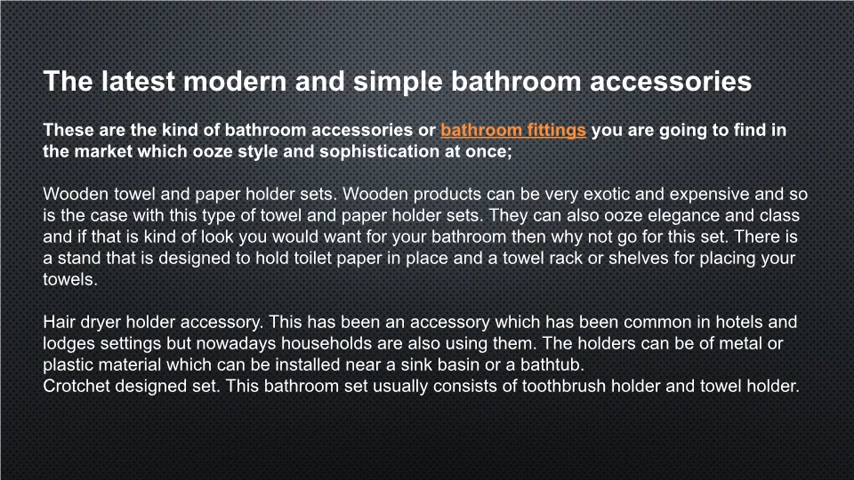 The latest modern and simple bathroom accessories
These are the kind of bathroom accessories or bathroom fittings you are going to find in
the market which ooze style and sophistication at once;
Wooden towel and paper holder sets. Wooden products can be very exotic and expensive and so
is the case with this type of towel and paper holder sets. They can also ooze elegance and class
and if that is kind of look you would want for your bathroom then why not go for this set. There is
a stand that is designed to hold toilet paper in place and a towel rack or shelves for placing your
towels.
Hair dryer holder accessory. This has been an accessory which has been common in hotels and
lodges settings but nowadays households are also using them. The holders can be of metal or
plastic material which can be installed near a sink basin or a bathtub.
Crotchet designed set. This bathroom set usually consists of toothbrush holder and towel holder.